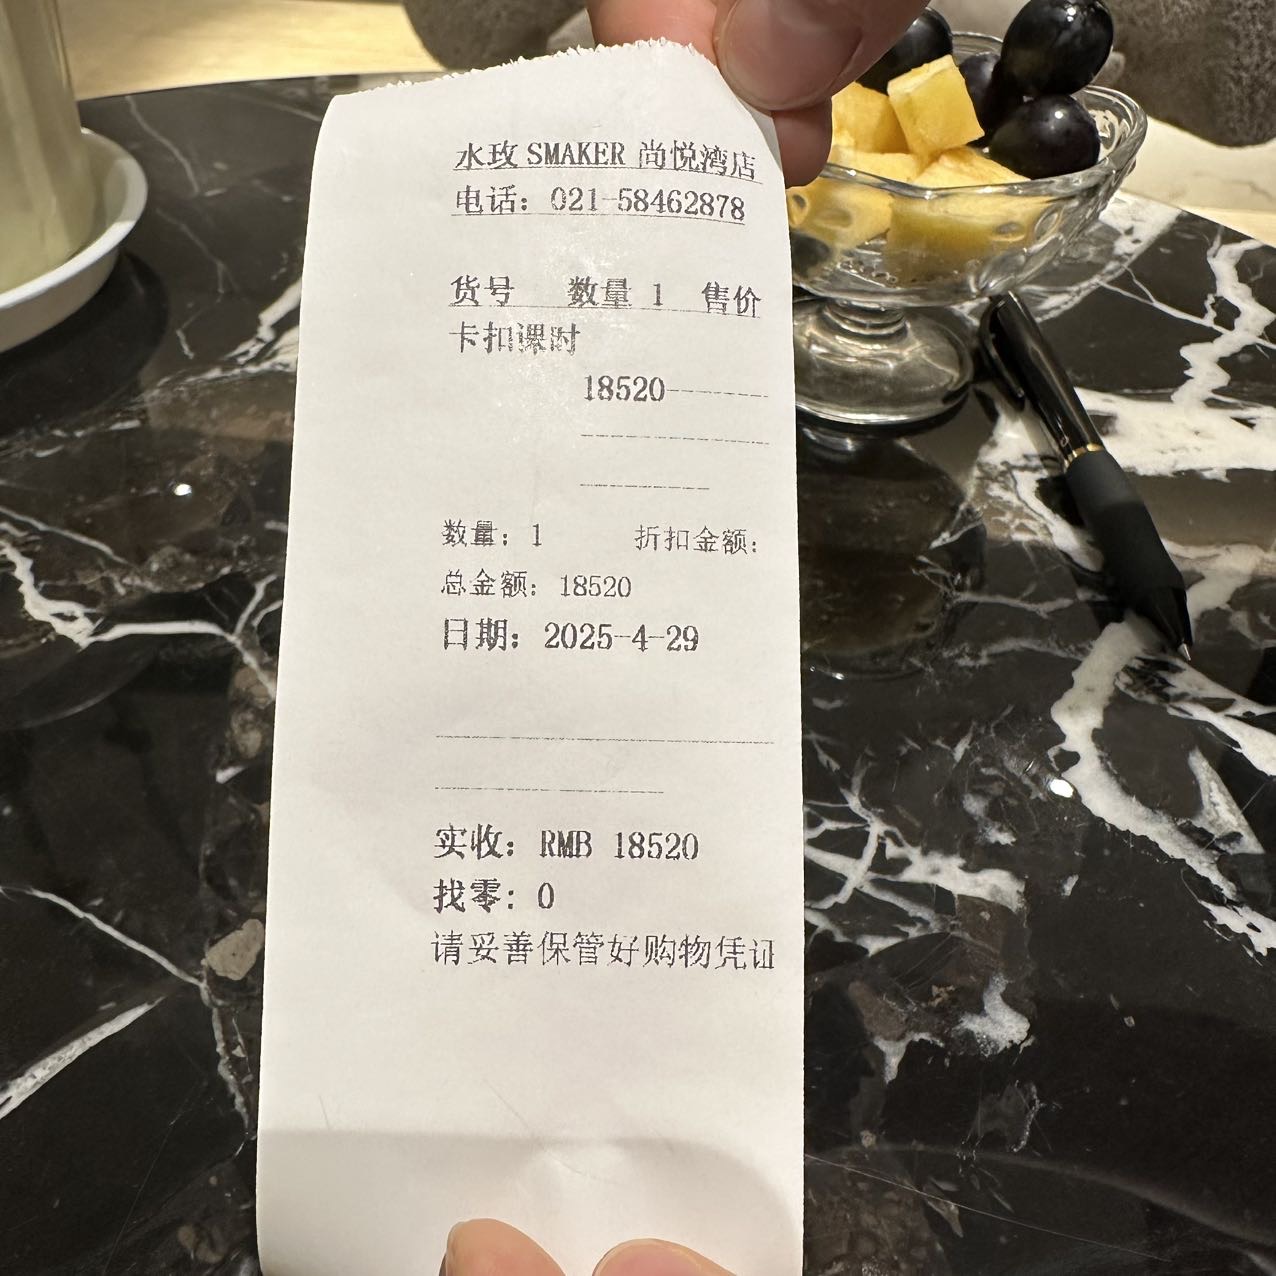 水玫 SMAKER 尚悦湾店
电话：021-58462878
货号 数量 1 售价
卡扣课时
18520
数量：1 折扣金额：
总金额：18520
日期：2025-4-29
实收：RMB 18520
找零：0
请妥善保管好购物凭证